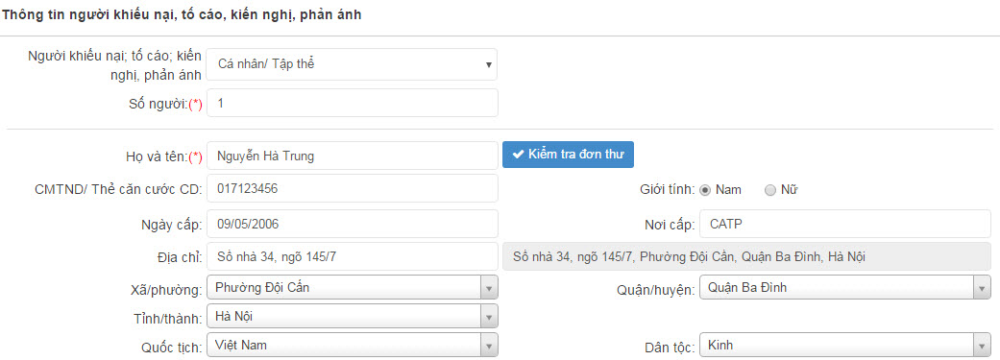 Thông tin người khiếu nại, tố cáo, kiến nghị, phản ánh
Người khiếu nại; tố cáo; kiến
nghị, phản ánh
Cá nhân/ Tập thể
Số người:(*)
1
Họ và tên:(*)
Nguyễn Hà Trung
Kiểm tra đơn thư
CMTND/ Thẻ căn cước CD:
017123456
Giới tính:
Nam
Nữ
Ngày cấp:
09/05/2006
Nơi cấp:
CATP
Địa chỉ:
Số nhà 34, ngõ 145/7
Số nhà 34, ngõ 145/7, Phường Đội Cấn, Quận Ba Đình, Hà Nội
Xã/phường:
Phường Đội Cấn
Quận/huyện:
Quận Ba Đình
Tỉnh/thành:
Hà Nội
Quốc tịch:
Việt Nam
Dân tộc:
Kinh